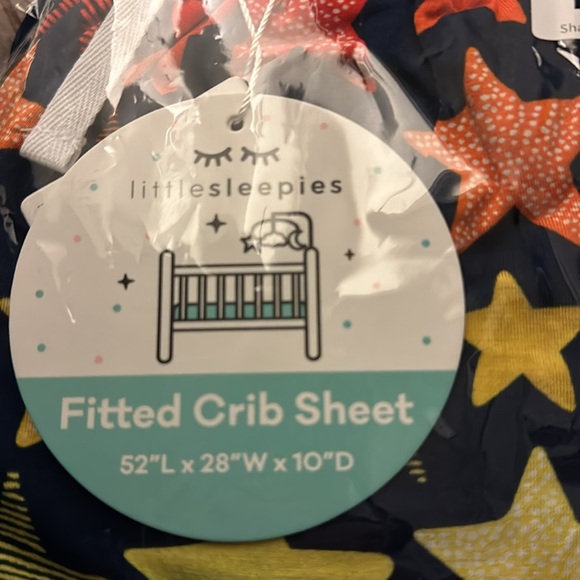 littlesleepies
Fitted Crib Sheet
52"L x 28"W x 10"D